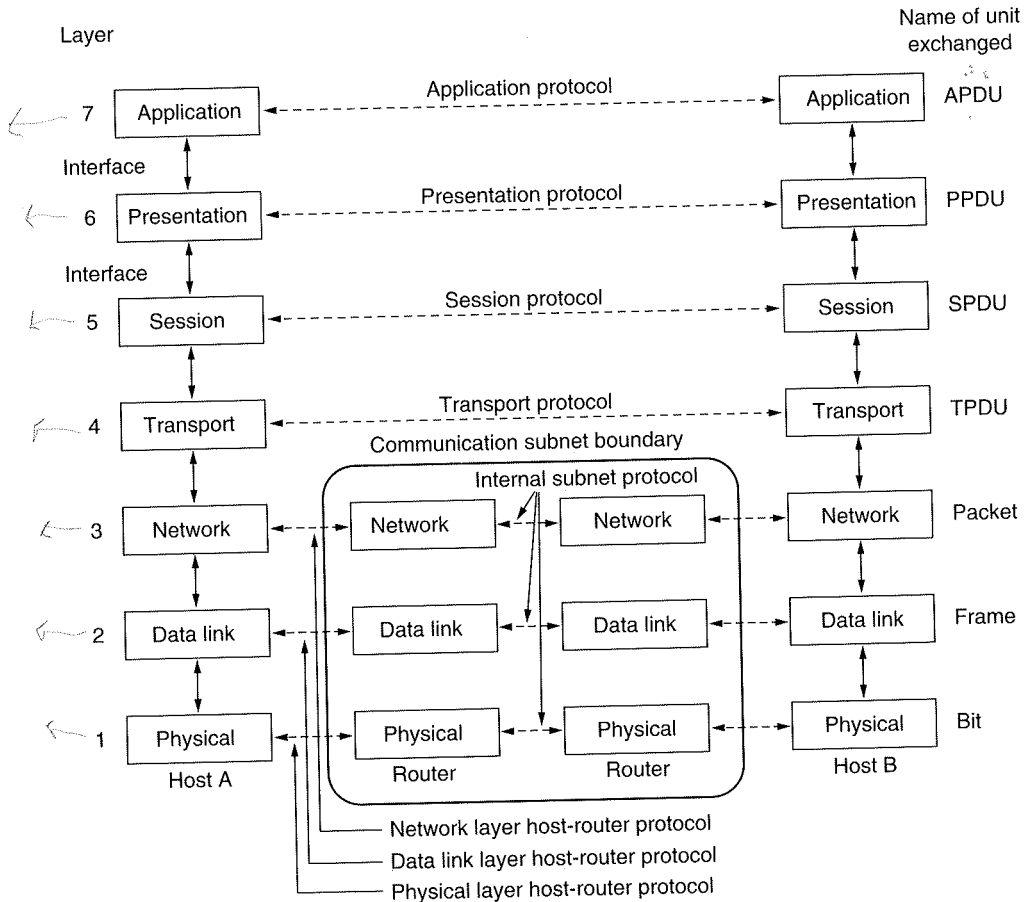 Layer
Name of unit
exchanged
7 Application Application protocol Application APDU
Interface
6 Presentation Presentation protocol Presentation PPDU
Interface
5 Session Session protocol Session SPDU
4 Transport Transport protocol Transport TPDU
Communication subnet boundary
Internal subnet protocol
3 Network Network Network Network Packet
2 Data link Data link Data link Data link Frame
1 Physical Physical Physical Physical Bit
Host A Router Router Host B
Network layer host-router protocol
Data link layer host-router protocol
Physical layer host-router protocol